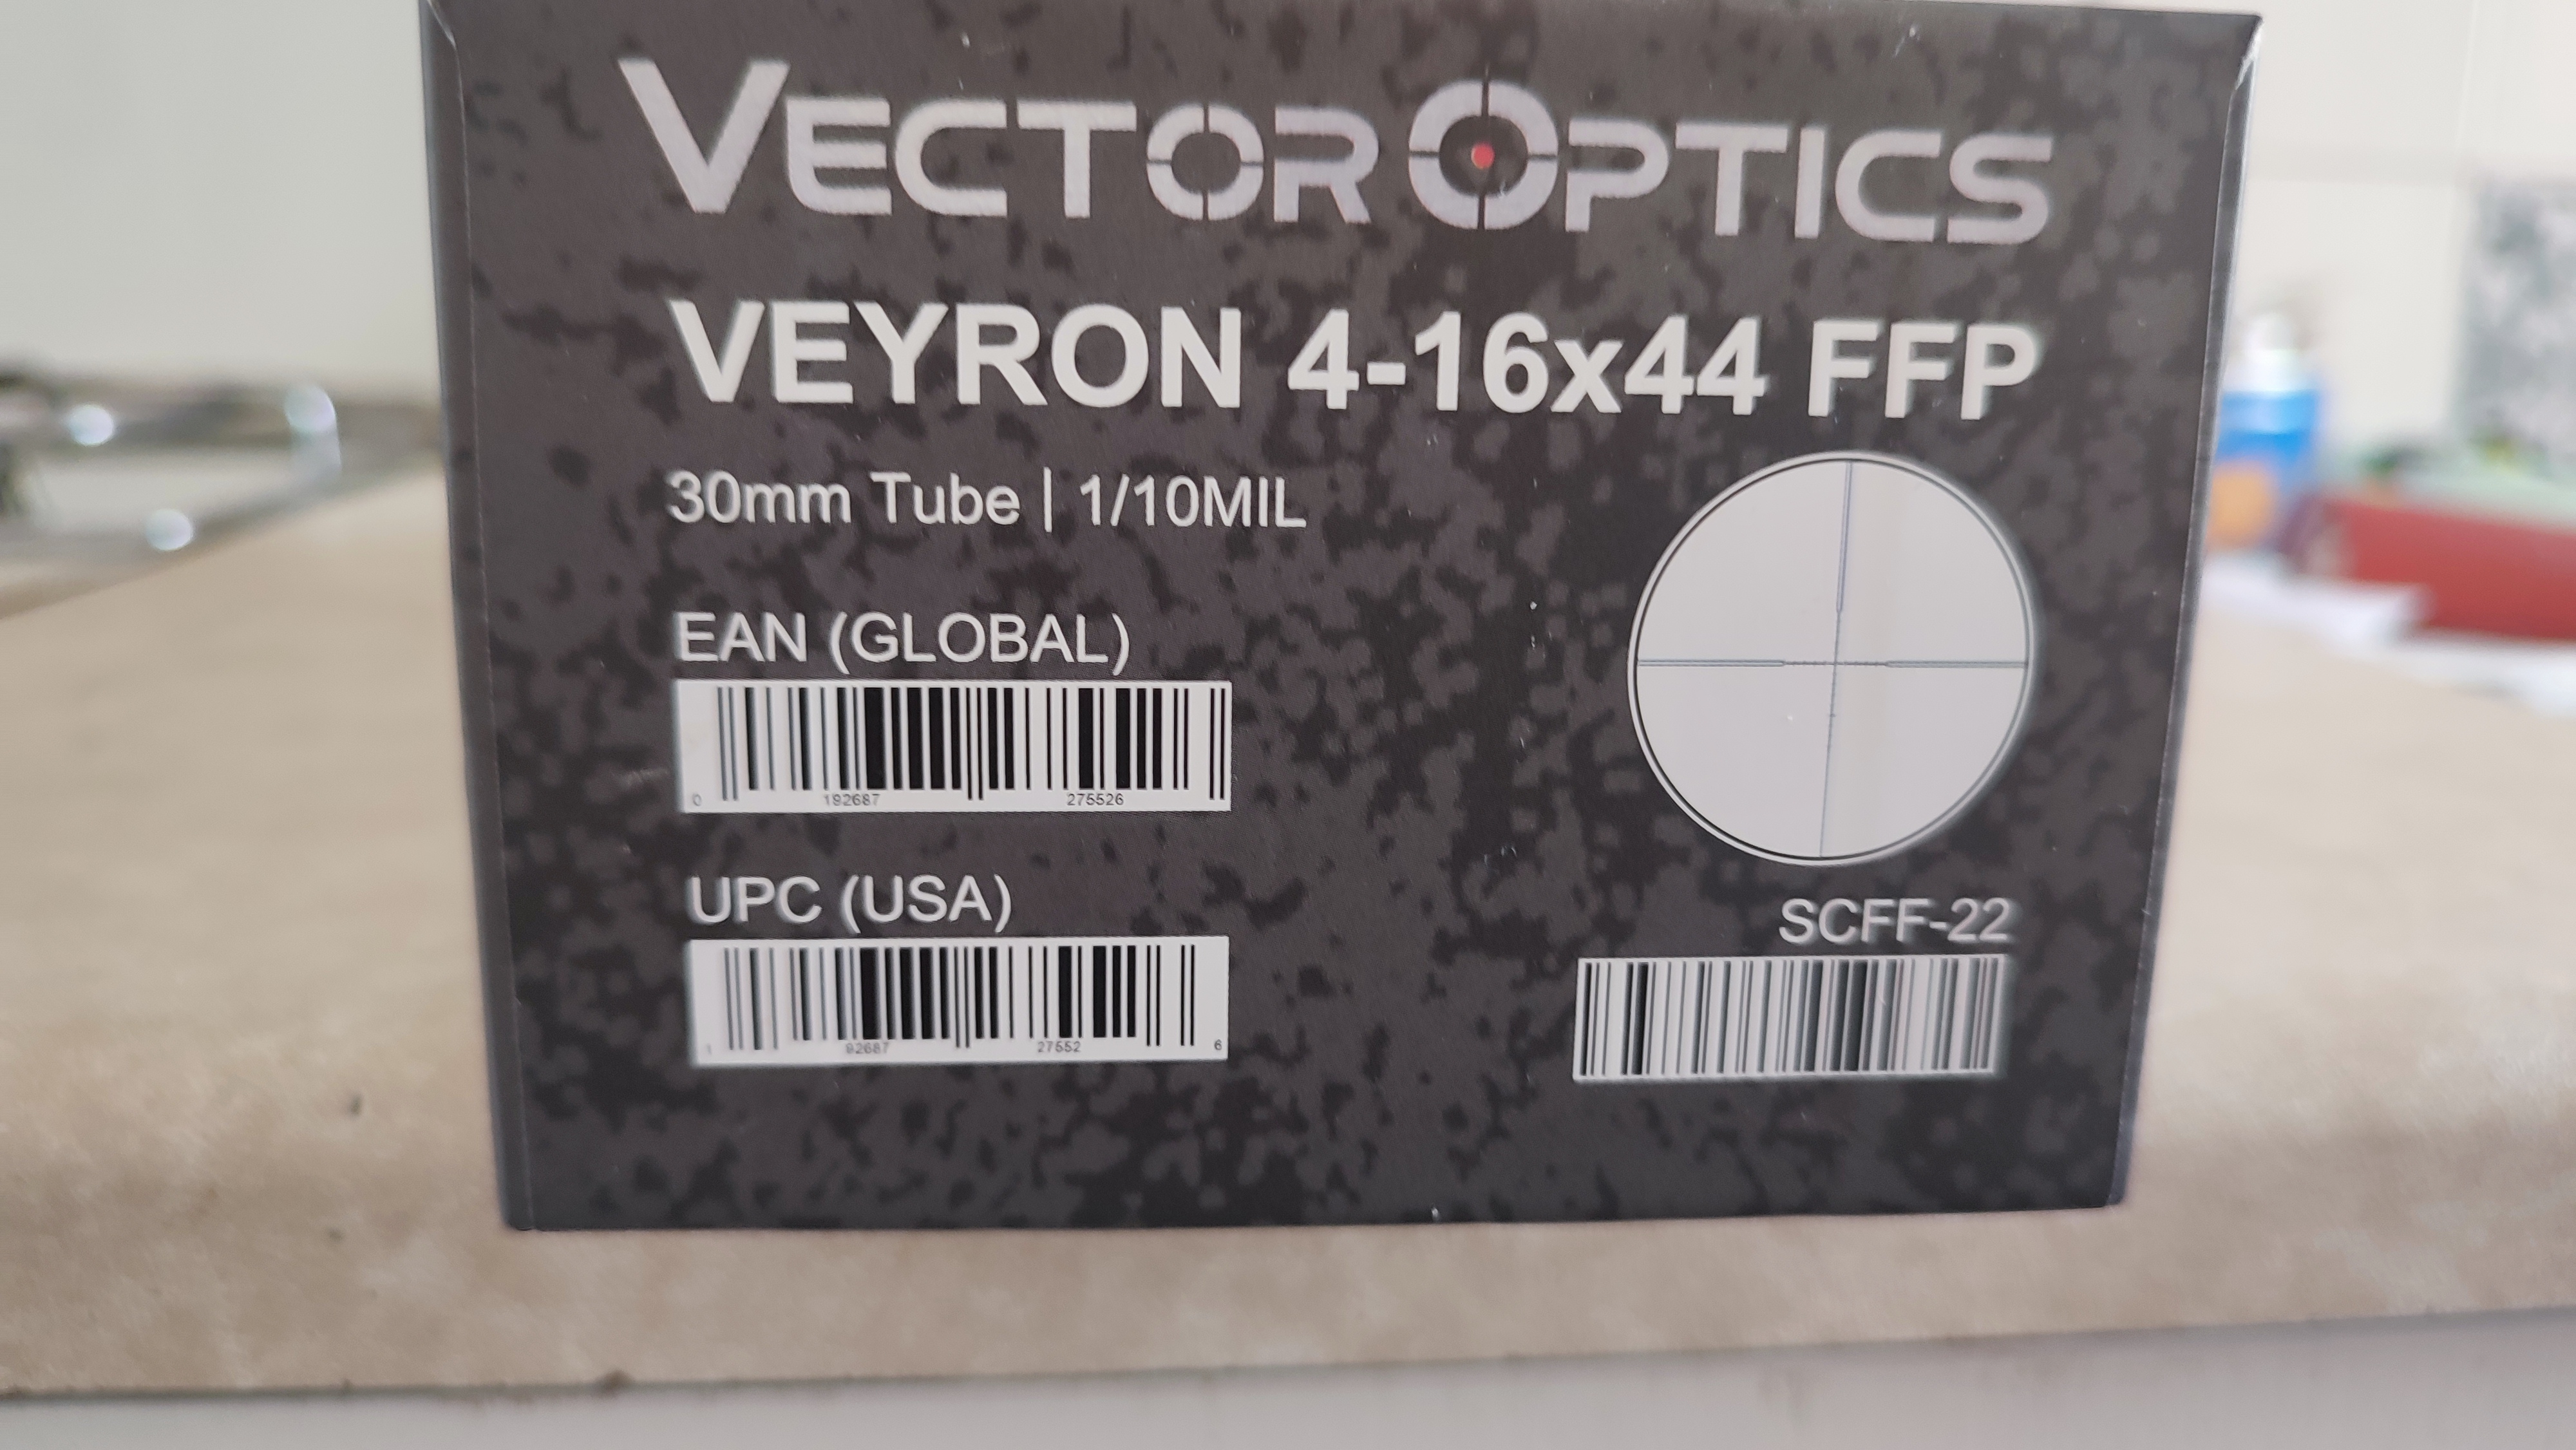 VECTOR OPTICS
VEYRON 4-16x44 FFP
30mm Tube | 1/10MIL
EAN (GLOBAL)
0 192687 275526
UPC (USA)
1 92687 27552 6
SCFF-22